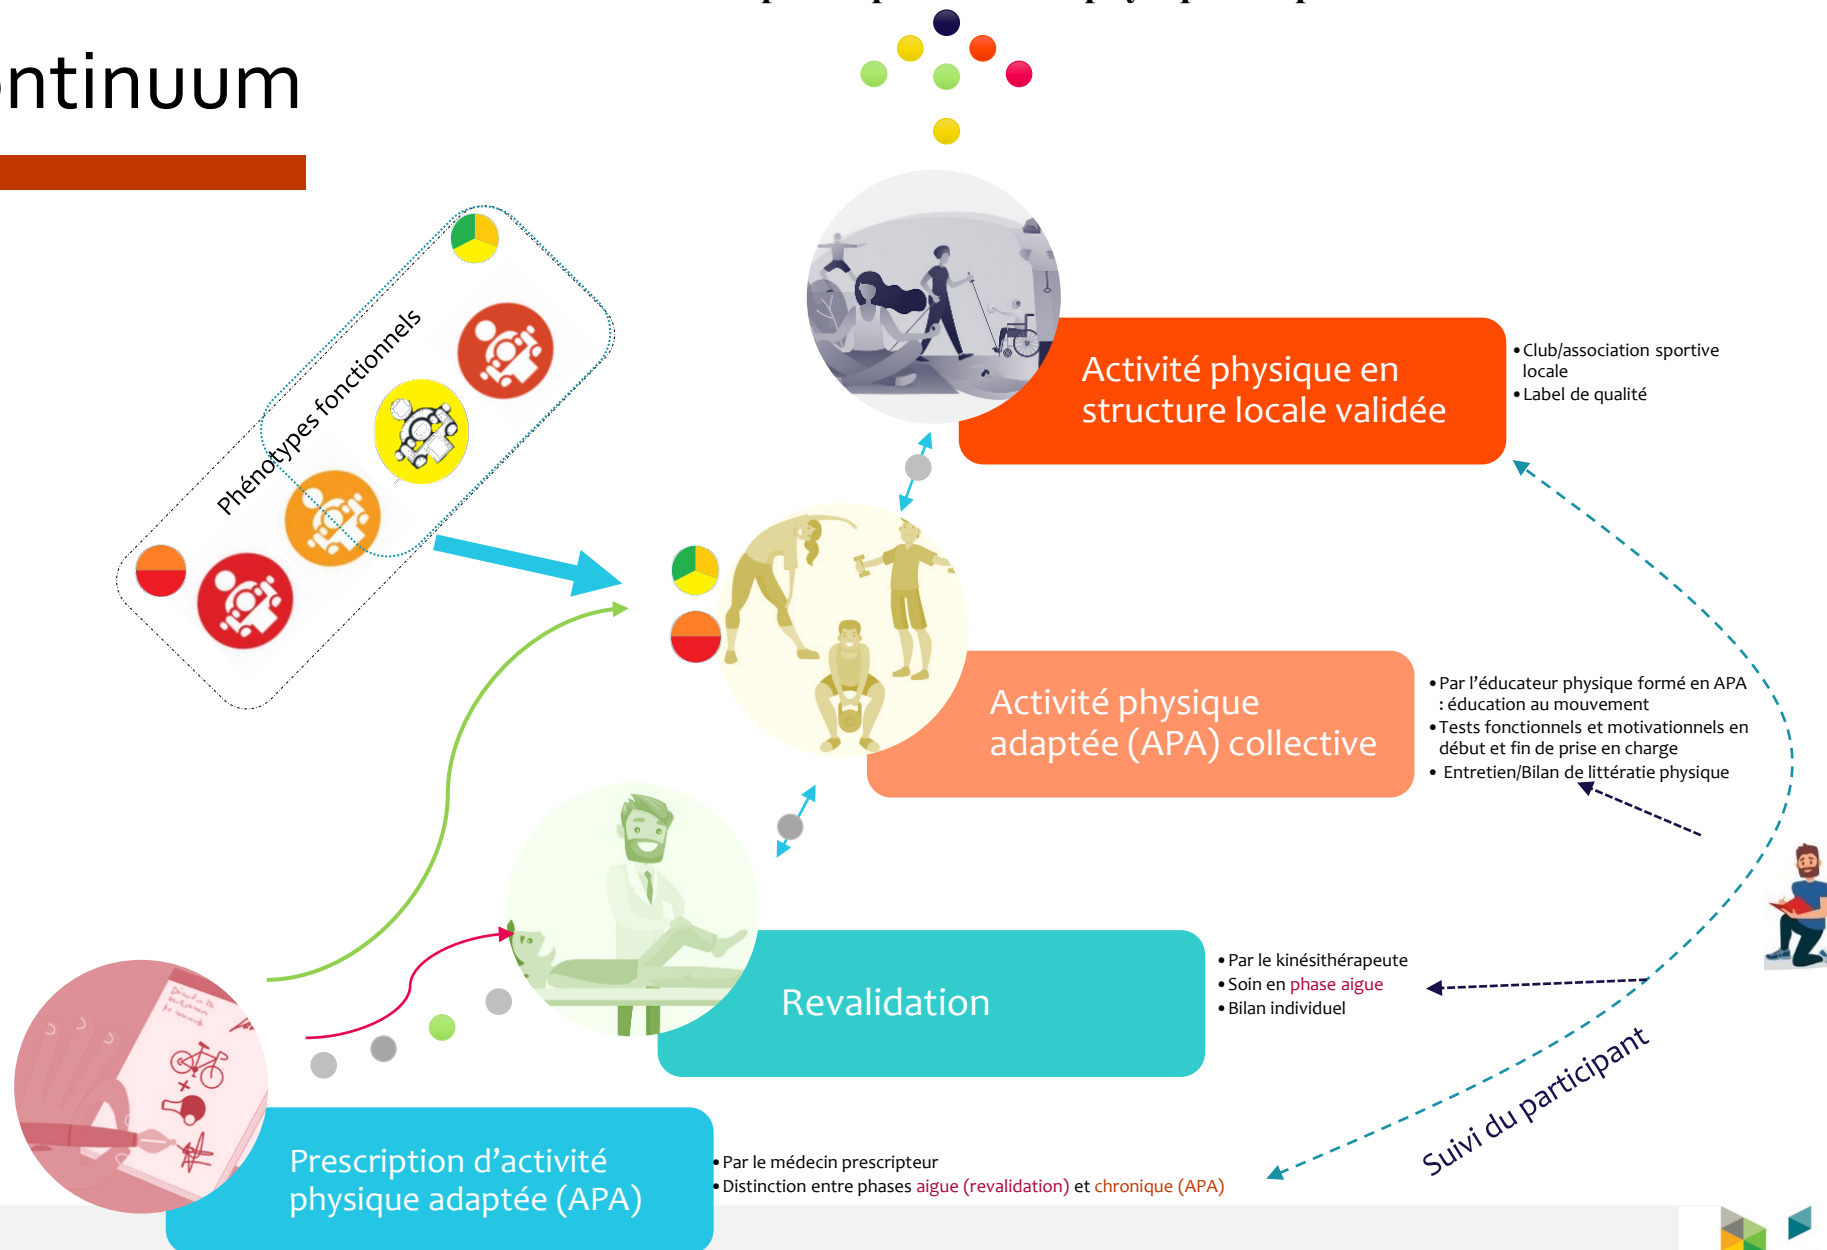 ontinuum
Phénotypes fonctionnels
Activité physique en
structure locale validée
•Club/association sportive
locale
•Label de qualité
Activité physique
adaptée (APA) collective
•Par l'éducateur physique formé en APA
: éducation au mouvement
•Tests fonctionnels et motivationnels en
début et fin de prise en charge
• Entretien/Bilan de littératie physique
Revalidation
•Par le kinésithérapeute
•Soin en phase aigue
•Bilan individuel
Suivi du participant
Prescription d'activité
physique adaptée (APA)
•Par le médecin prescripteur
•Distinction entre phases aigue (revalidation) et chronique (APA)